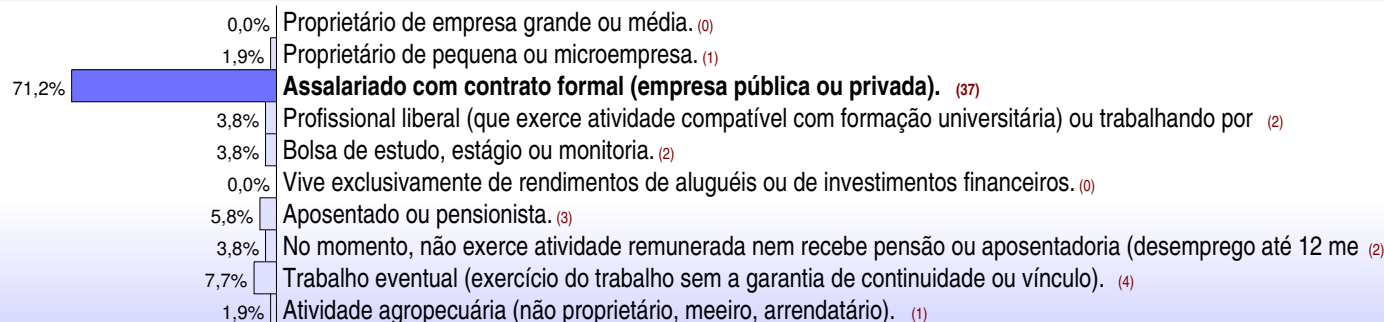 0,0% Proprietário de empresa grande ou média. (0)
1,9% Proprietário de pequena ou microempresa. (1)
71,2% Assalariado com contrato formal (empresa pública ou privada). (37)
3,8% Profissional liberal (que exerce atividade compatível com formação universitária) ou trabalhando por (2)
3,8% Bolsa de estudo, estágio ou monitoria. (2)
0,0% Vive exclusivamente de rendimentos de aluguéis ou de investimentos financeiros. (0)
5,8% Aposentado ou pensionista. (3)
3,8% No momento, não exerce atividade remunerada nem recebe pensão ou aposentadoria (desemprego até 12 me (2)
7,7% Trabalho eventual (exercício do trabalho sem a garantia de continuidade ou vínculo). (4)
1,9% Atividade agropecuária (não proprietário, meeiro, arrendatário). (1)